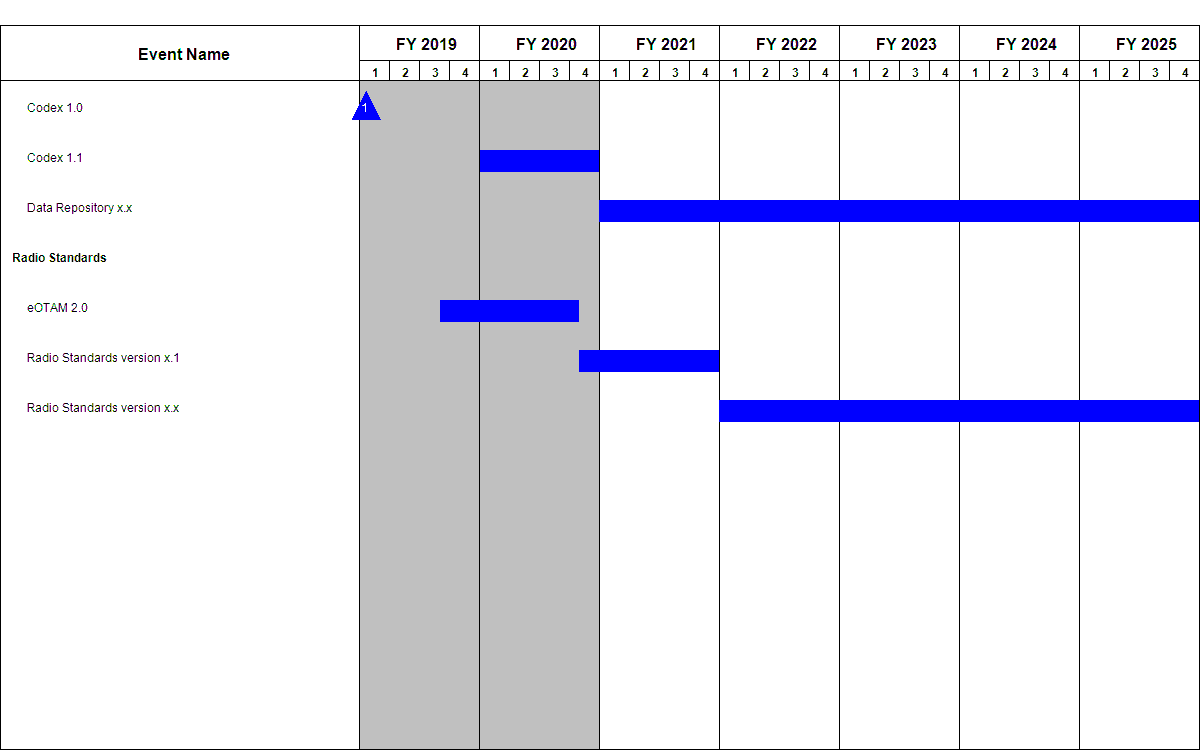 Event Name
FY 2019 FY 2020 FY 2021 FY 2022 FY 2023 FY 2024 FY 2025
1 2 3 4 1 2 3 4 1 2 3 4 1 2 3 4 1 2 3 4 1 2 3 4 1 2 3 4
Codex 1.0
1
Codex 1.1
Data Repository x.x
Radio Standards
eOTAM 2.0
Radio Standards version x.1
Radio Standards version x.x